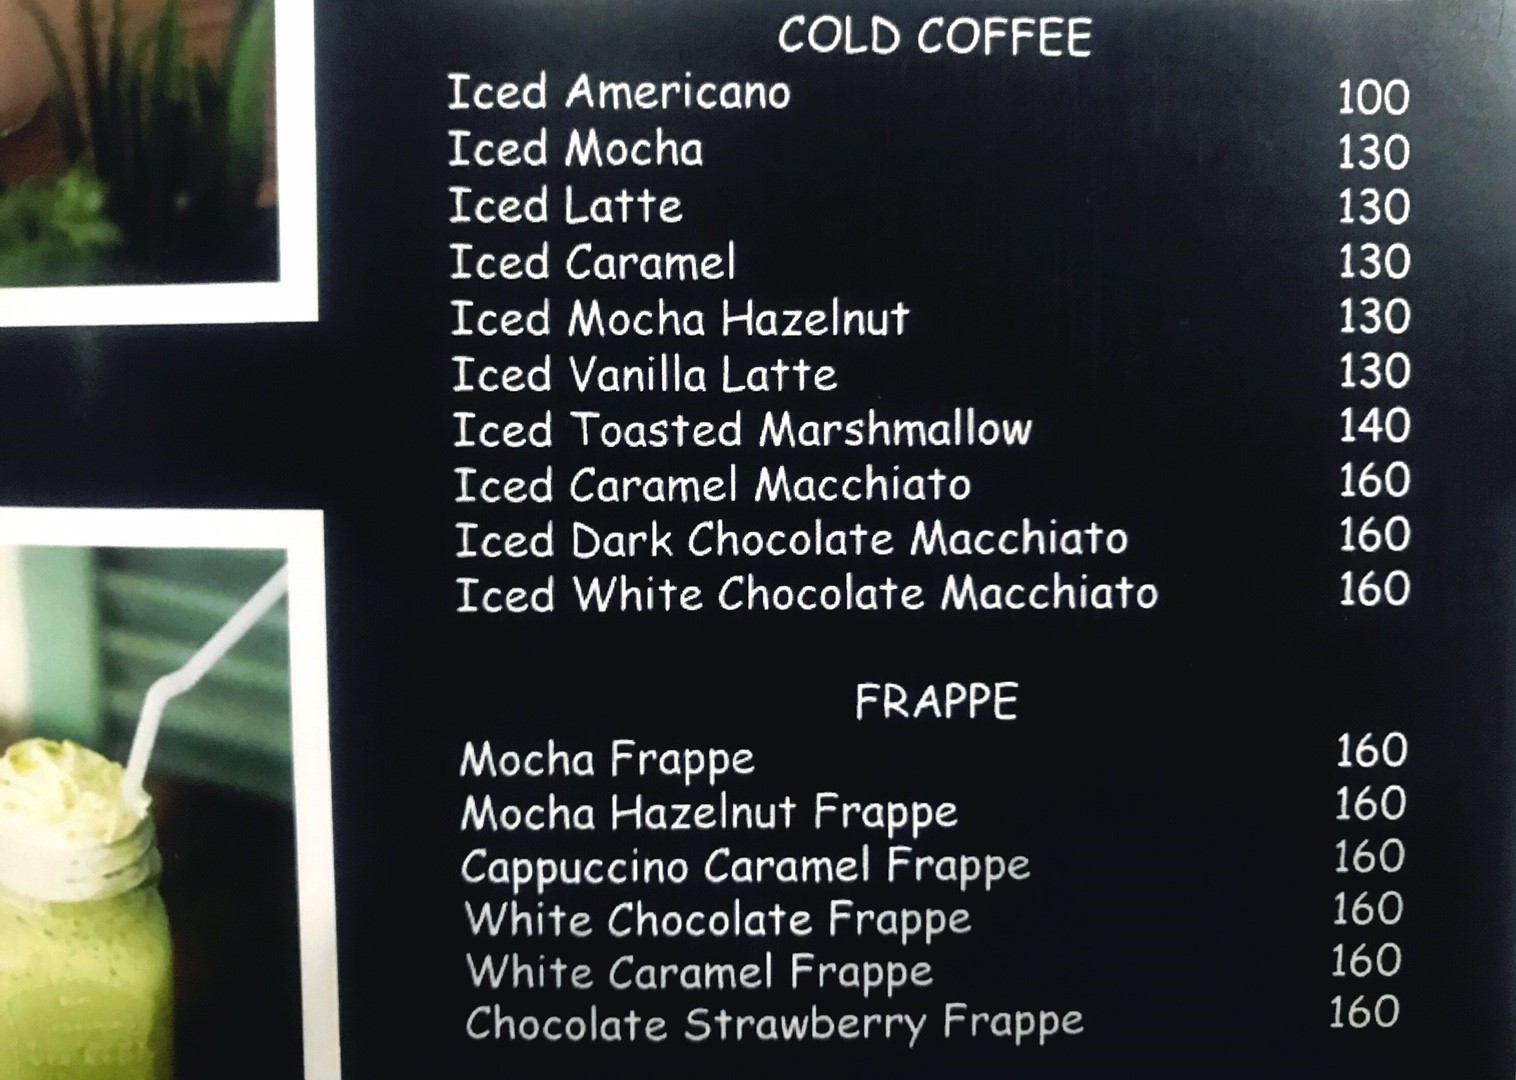 COLD COFFEE
Iced Americano 100
Iced Mocha 130
Iced Latte 130
Iced Caramel 130
Iced Mocha Hazelnut 130
Iced Vanilla Latte 130
Iced Toasted Marshmallow 140
Iced Caramel Macchiato 160
Iced Dark Chocolate Macchiato 160
Iced White Chocolate Macchiato 160
FRAPPE
Mocha Frappe 160
Mocha Hazelnut Frappe 160
Cappuccino Caramel Frappe 160
White Chocolate Frappe 160
White Caramel Frappe 160
Chocolate Strawberry Frappe 160